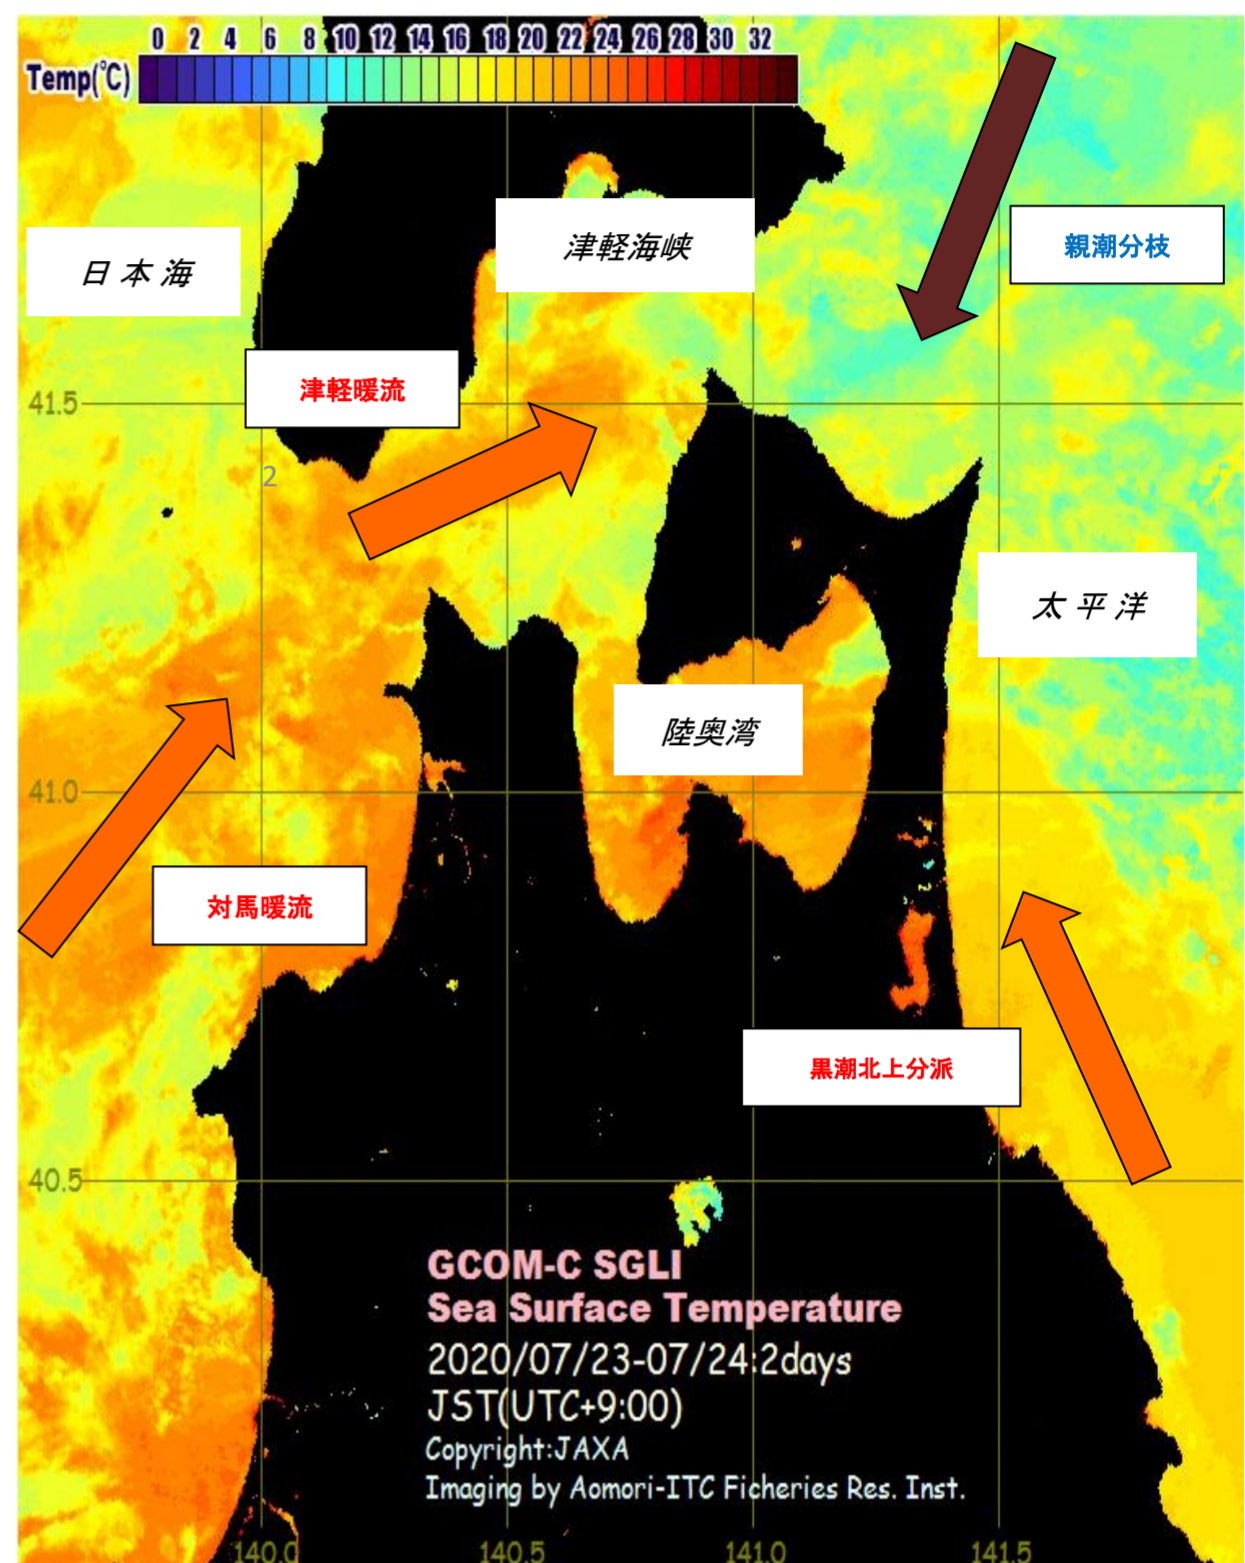 0 2 4 6 8 10 12 14 16 18 20 22 24 26 28 30 32
Temp(℃)
親潮分枝
津軽海峡
日本海
津軽暖流
41.5
2
太平洋
陸奥湾
41.0
対馬暖流
黒潮北上分派
40.5
GCOM-C SGLI
Sea Surface Temperature
2020/07/23-07/24:2days
JST(UTC+9:00)
Copyright:JAXA
Imaging by Aomori-ITC Ficheries Res. Inst.
140.0 140.5 141.0 141.5